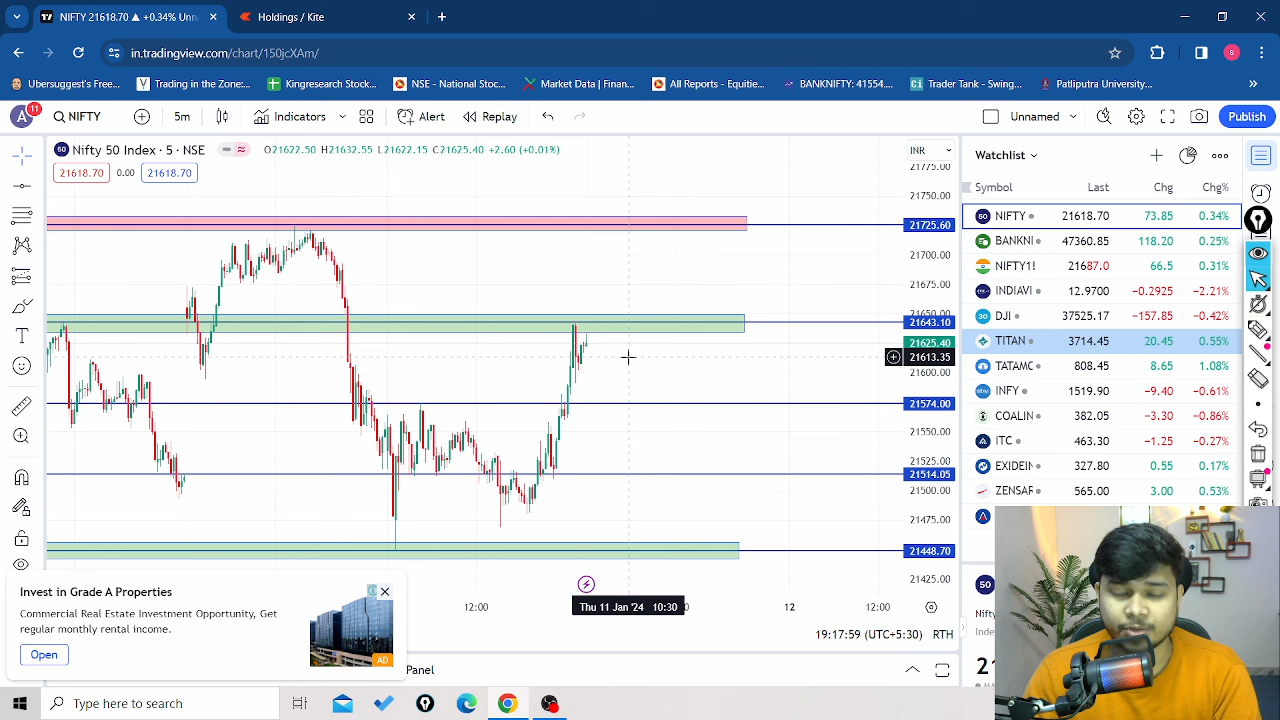 NIFTY 21618.70 ▲ +0.34% Unn
Holdings / Kite
in.tradingview.com/chart/150jcXAm/
S
Ubersuggest's Free...
Trading in the Zone...
Kingresearch Stock...
NSE - National Stoc...
Market Data | Finan...
All Reports - Equitie...
BANKNIFTY: 41554...
Trader Tank - Swing...
Patliputra University...
A 11
NIFTY
5m
Indicators
Alert
Replay
Unnamed
Publish
50 Nifty 50 Index · 5 · NSE
O21622.50 H21632.55 L21622.15 C21625.40 +2.60 (+0.01%)
21618.70 0.00 21618.70
INR
21775.00
21750.00
21725.60
21700.00
21675.00
21650.00
21643.10
21625.40
21613.35
21600.00
21574.00
21550.00
21525.00
21514.05
21500.00
21475.00
21448.70
21425.00
12:00
Thu 11 Jan '24 10:30
12
12:00
19:17:59 (UTC+5:30) RTH
Panel
Invest in Grade A Properties
Commercial Real Estate Investment Opportunity, Get
regular monthly rental income.
Open
AD
Watchlist
Symbol Last Chg Chg%
NIFTY 21618.70 73.85 0.34%
BANKNI 47360.85 118.20 0.25%
NIFTY1! 21687.0 66.5 0.31%
INDIAVI 12.9700 −0.2925 −2.21%
DJI 37525.17 −157.85 −0.42%
TITAN 3714.45 20.45 0.55%
TATAMO 808.45 8.65 1.08%
INFY 1519.90 −9.40 −0.61%
COALIN 382.05 −3.30 −0.86%
ITC 463.30 −1.25 −0.27%
EXIDEIN 327.80 0.55 0.17%
ZENSAR 565.00 3.00 0.53%
50 Nifty
Index
Type here to search